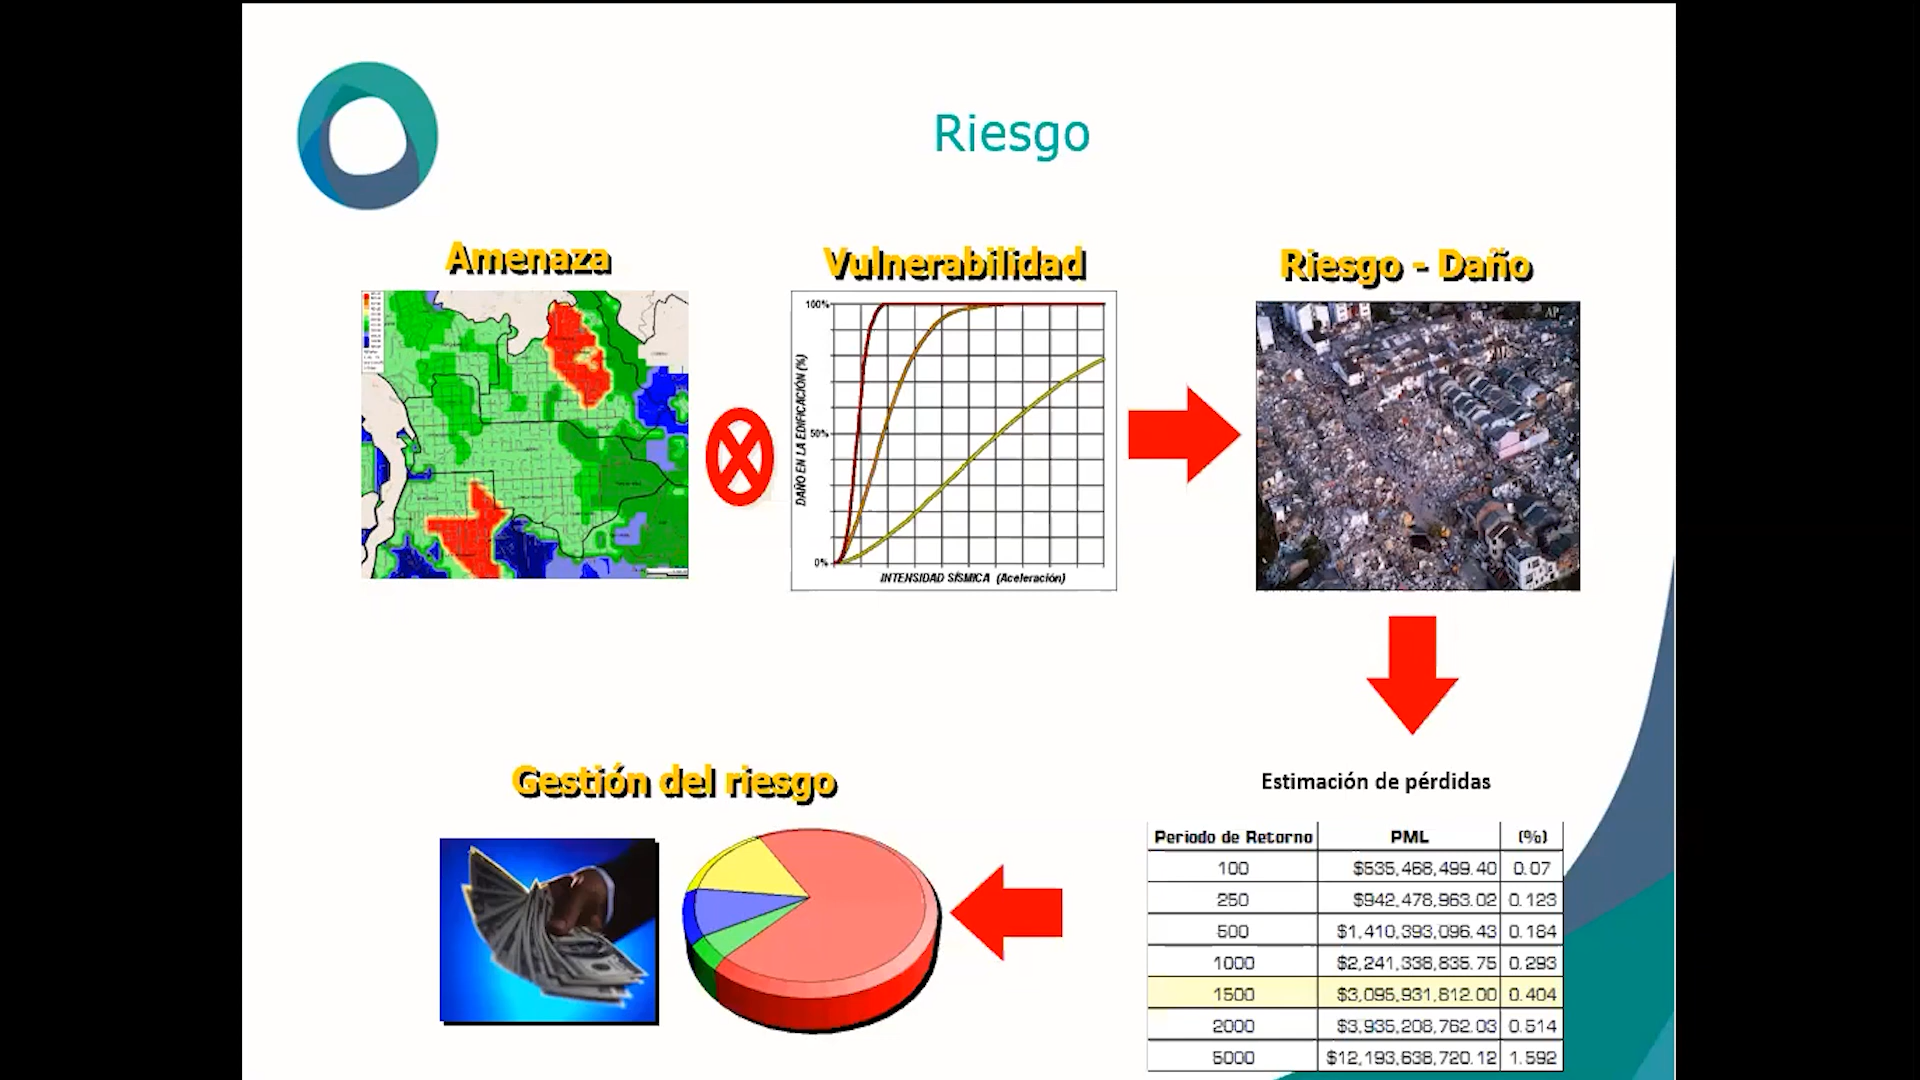 Riesgo
Amenaza
Vulnerabilidad
Riesgo - Daño
100%
50%
0%
DAÑO EN LA EDIFICACIÓN (%)
INTENSIDAD SÍSMICA (Aceleración)
AP
Gestión del riesgo
Estimación de pérdidas
Periodo de Retorno PML (%)
100 $535,468,499.40 0.07
250 $942,478,963.02 0.123
500 $1,410,393,096.43 0.184
1000 $2,241,338,835.75 0.293
1500 $3,095,931,812.00 0.404
2000 $3,935,208,762.03 0.514
5000 $12,193,638,720.12 1.592